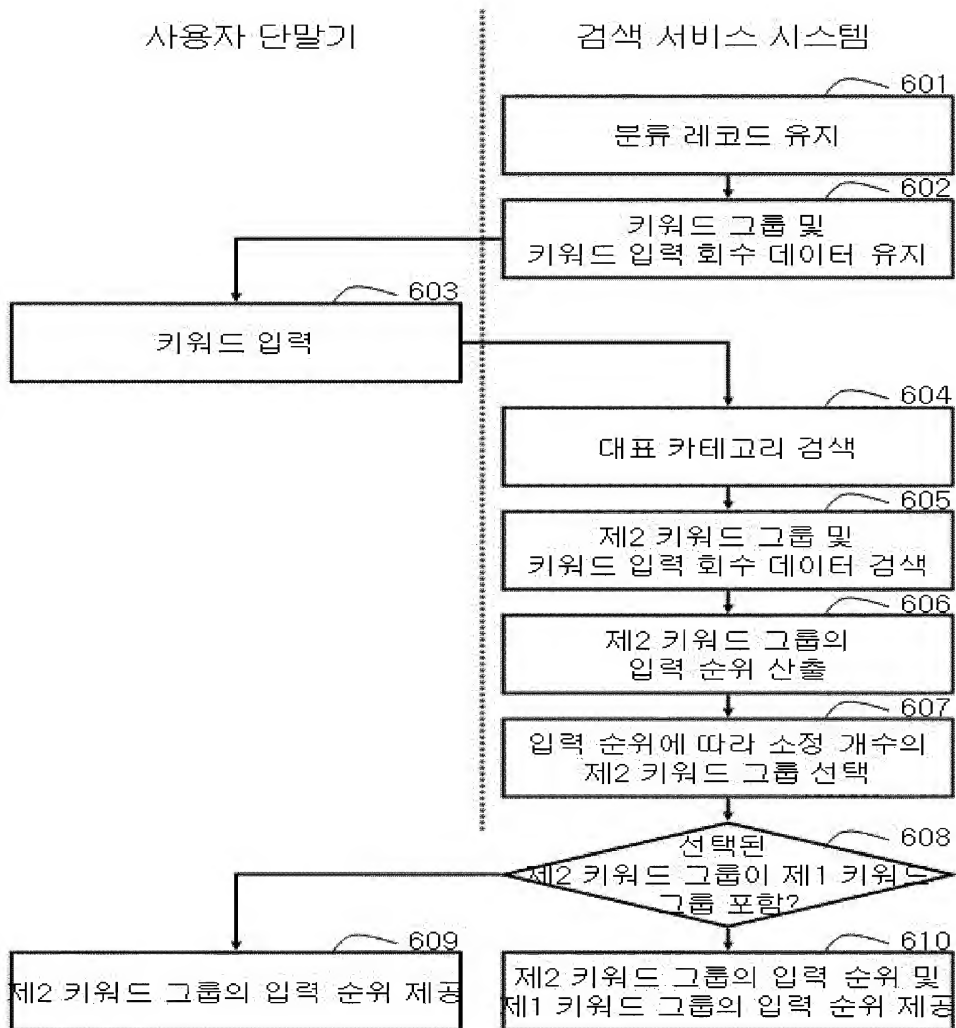 사용자 단말기
검색 서비스 시스템
601
분류 레코드 유지
602
키워드 그룹 및
키워드 입력 회수 데이터 유지
603
키워드 입력
604
대표 카테고리 검색
605
제2 키워드 그룹 및
키워드 입력 회수 데이터 검색
606
제2 키워드 그룹의
입력 순위 산출
607
입력 순위에 따라 소정 개수의
제2 키워드 그룹 선택
608
선택된
제2 키워드 그룹이 제1 키워드
그룹 포함?
609
제2 키워드 그룹의 입력 순위 제공
610
제2 키워드 그룹의 입력 순위 및
제1 키워드 그룹의 입력 순위 제공